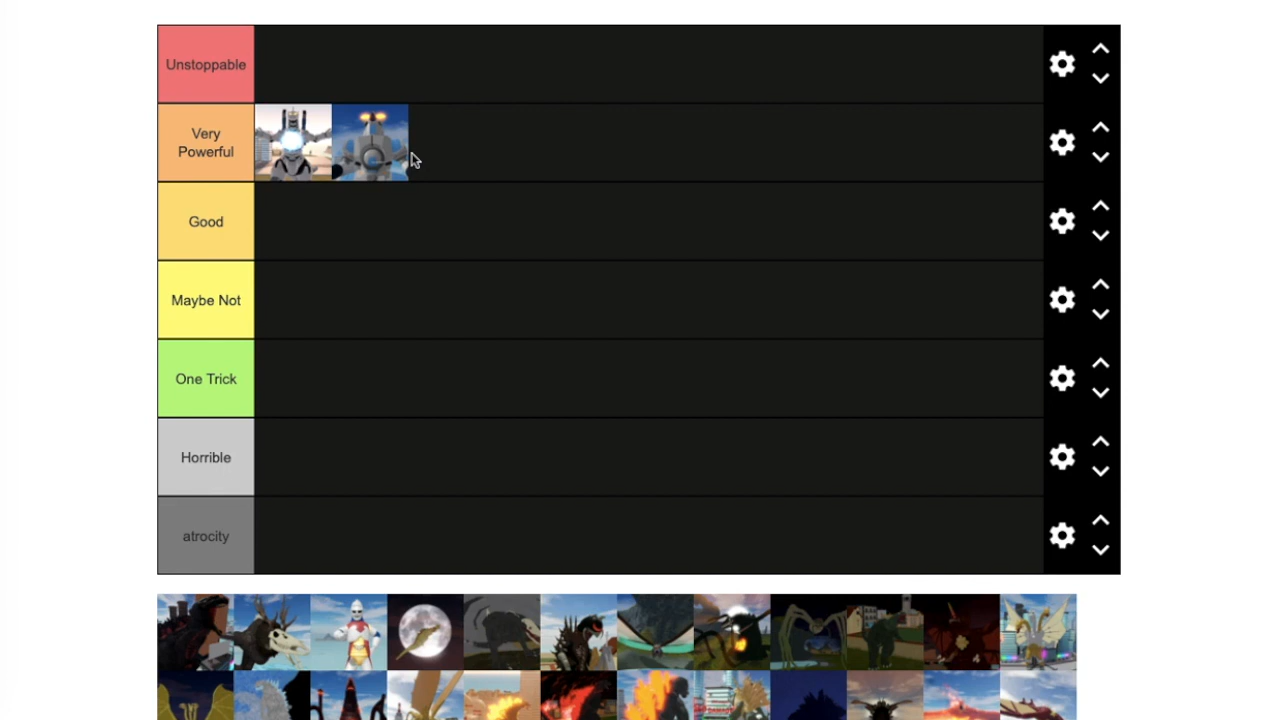 Unstoppable
Very
Powerful
Good
Maybe Not
One Trick
Horrible
atrocity